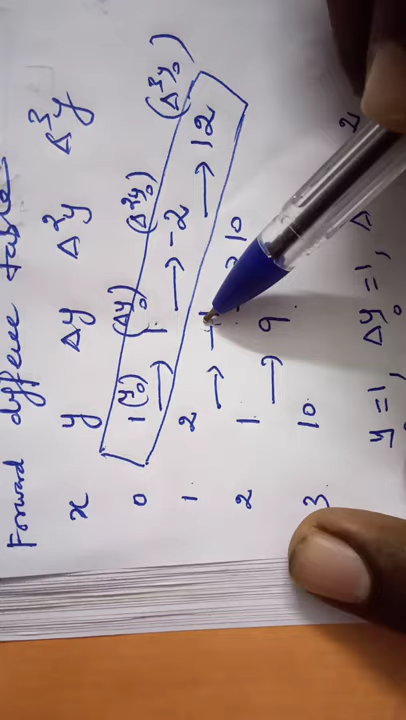 Forward difference table
x y Δy Δ²y Δ³y
(y₀) (Δy₀) (Δ²y₀) (Δ³y₀)
0 1 → 1 → -2 → 12
1 2 → → 10
2 1 → 9
3 10
y₀ = 1, Δy₀ = 1, Δ